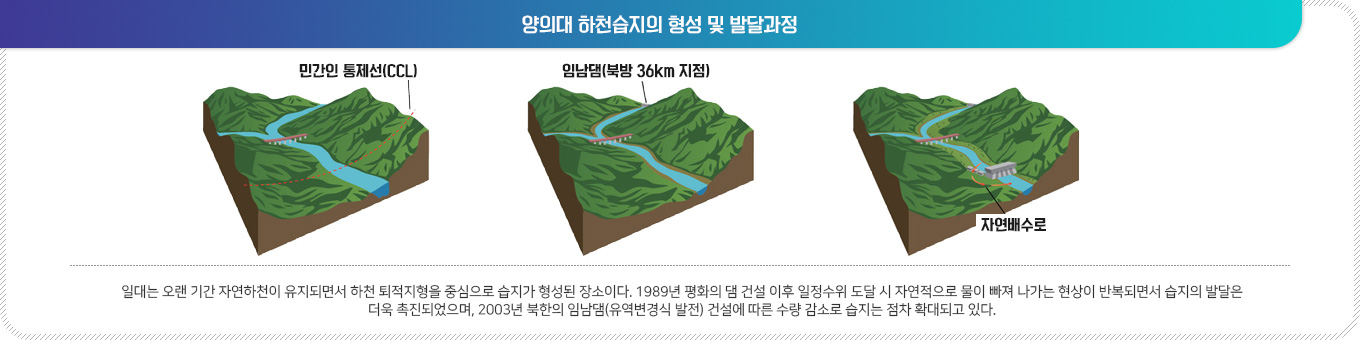 양의대 하천습지의 형성 및 발달과정
민간인 통제선(CCL)
임남댐(북방 36km 지점)
자연배수로
일대는 오랜 기간 자연하천이 유지되면서 하천 퇴적지형을 중심으로 습지가 형성된 장소이다. 1989년 평화의 댐 건설 이후 일정수위 도달 시 자연적으로 물이 빠져 나가는 현상이 반복되면서 습지의 발달은
더욱 촉진되었으며, 2003년 북한의 임남댐(유역변경식 발전) 건설에 따른 수량 감소로 습지는 점차 확대되고 있다.